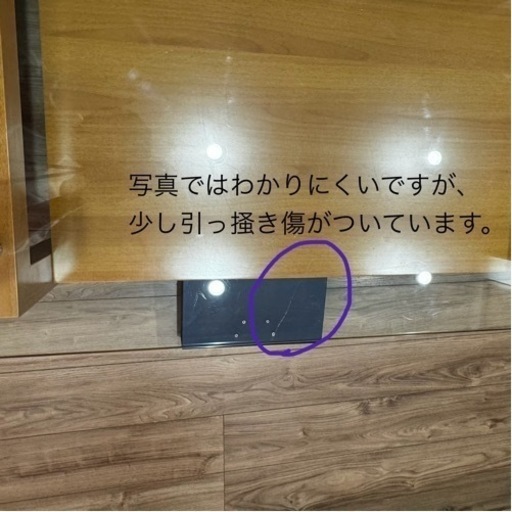 写真ではわかりにくいですが、
少し引っ掻き傷がついています。